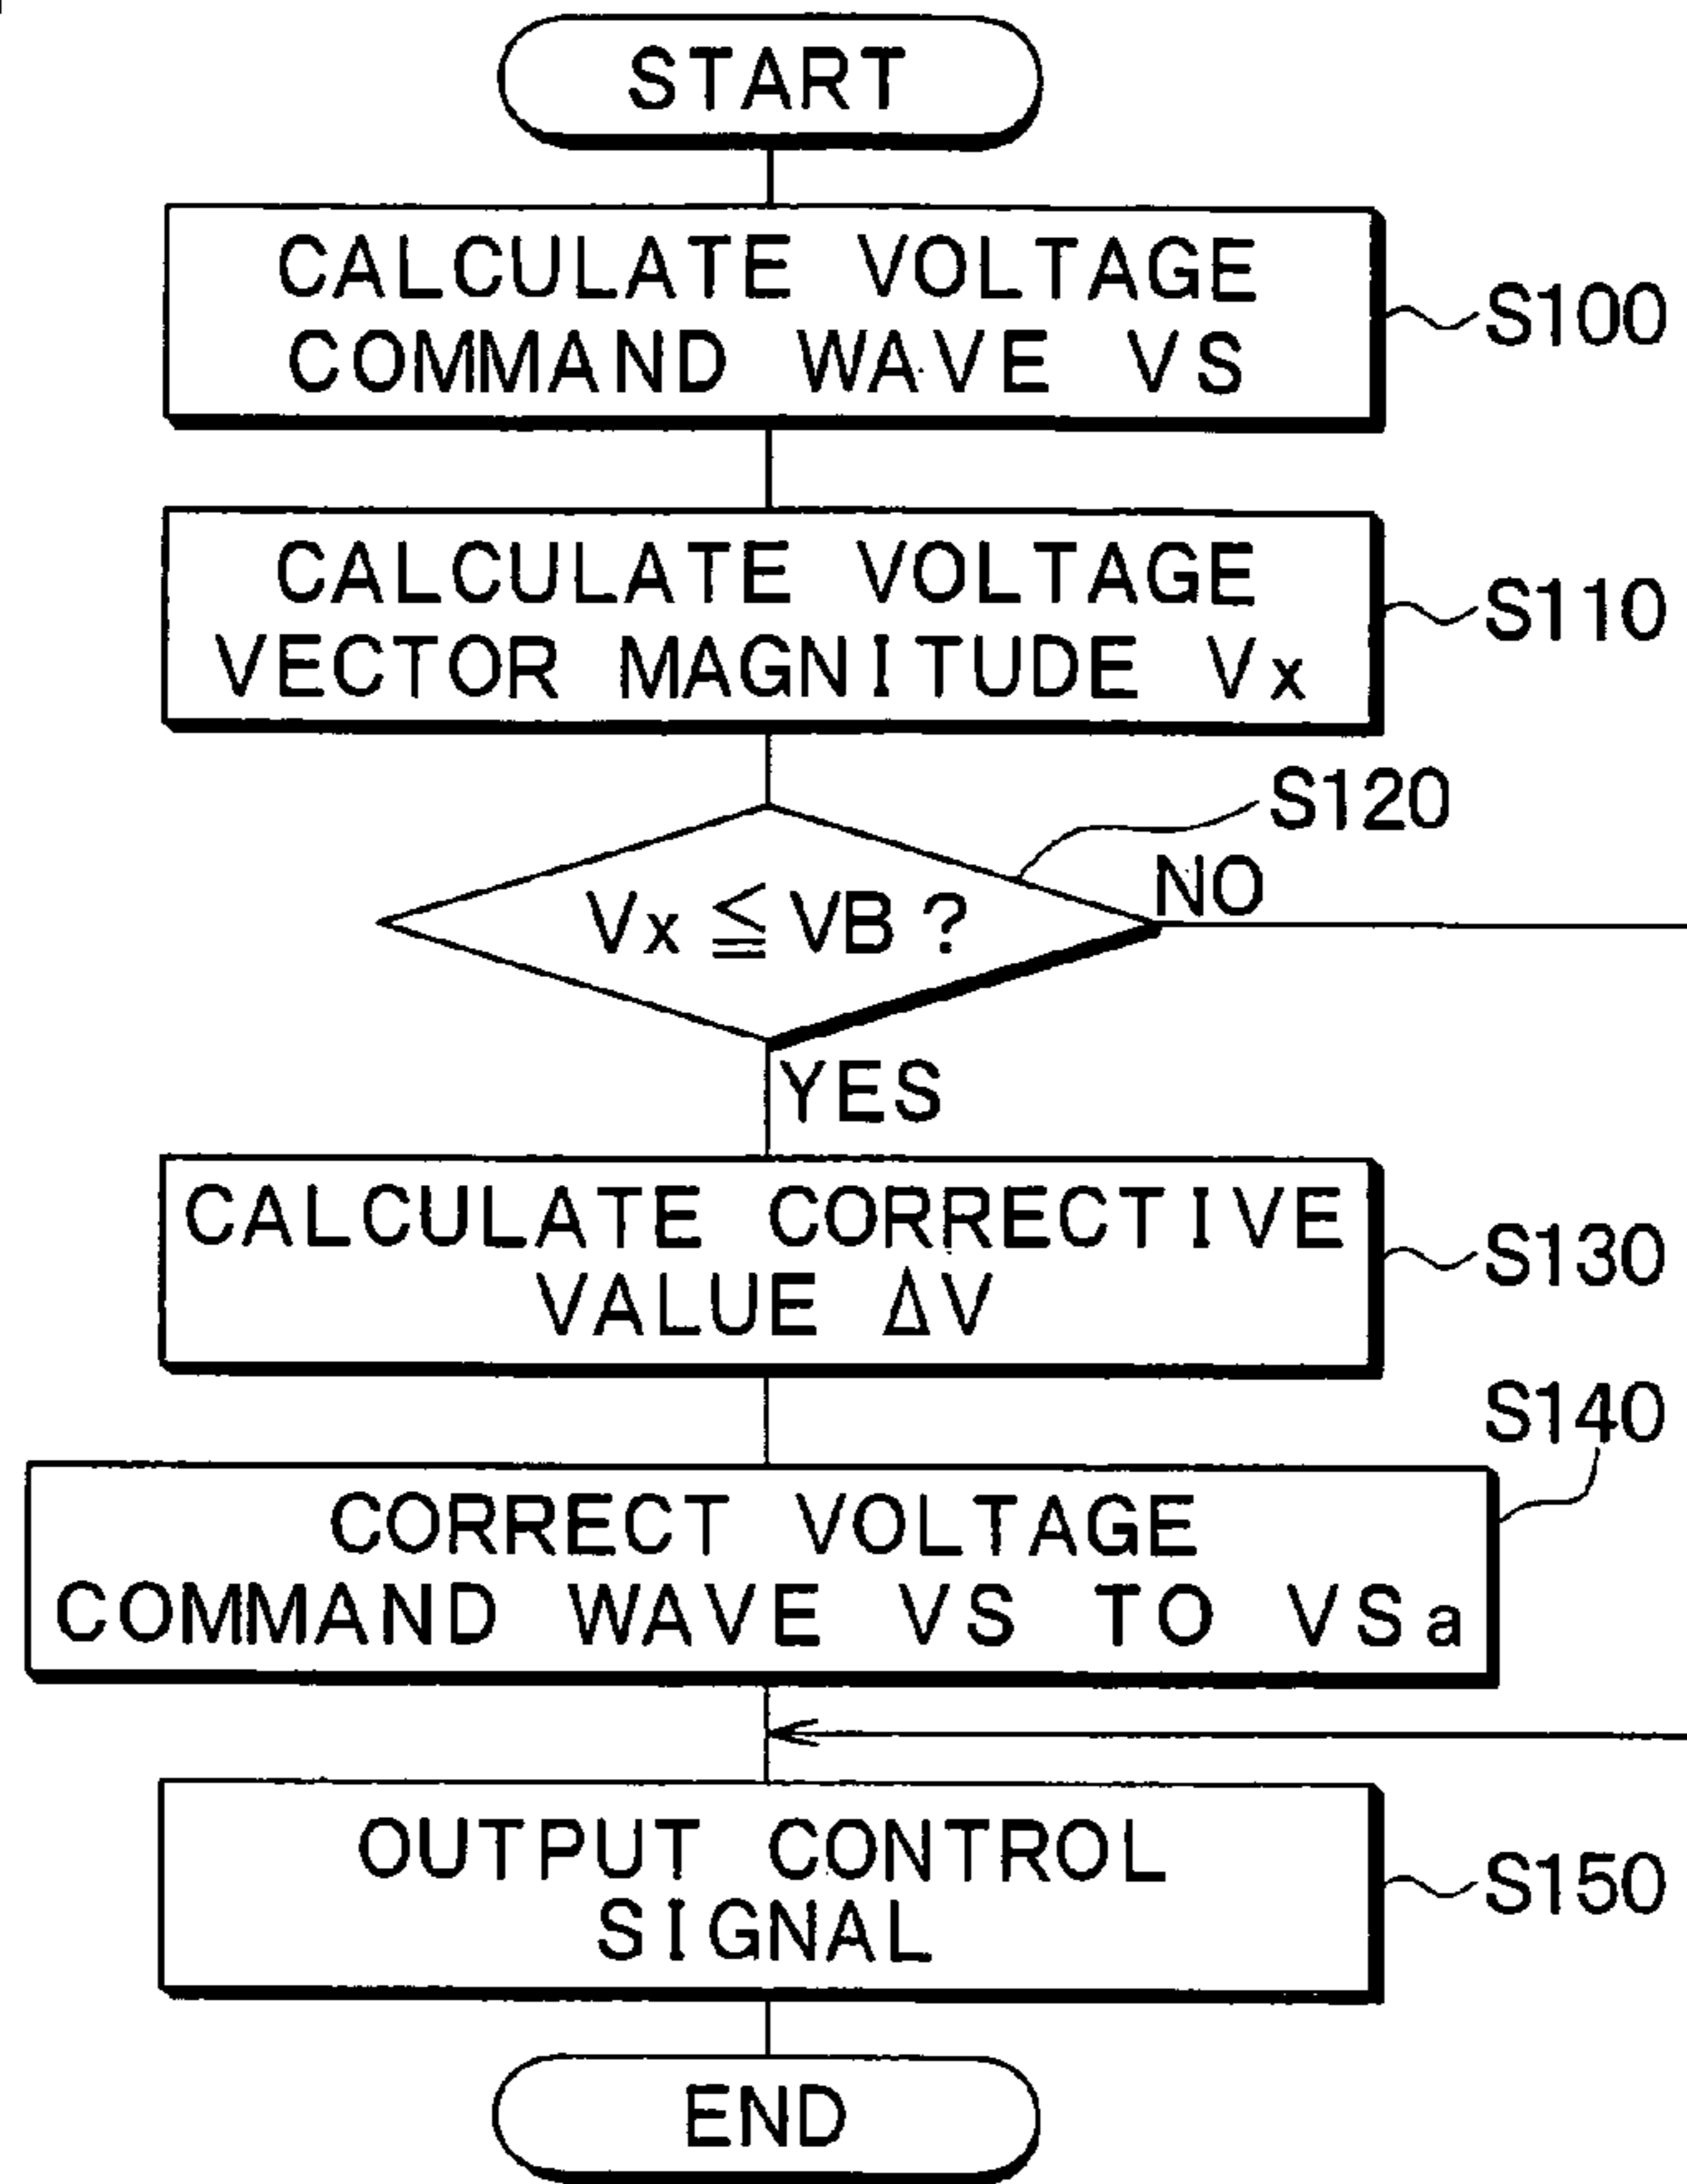 START
CALCULATE VOLTAGE
COMMAND WAVE VS
S100
CALCULATE VOLTAGE
VECTOR MAGNITUDE Vx
S110
S120
Vx ≦ VB ?
NO
YES
CALCULATE CORRECTIVE
VALUE ΔV
S130
S140
CORRECT VOLTAGE
COMMAND WAVE VS TO VSa
OUTPUT CONTROL
SIGNAL
S150
END